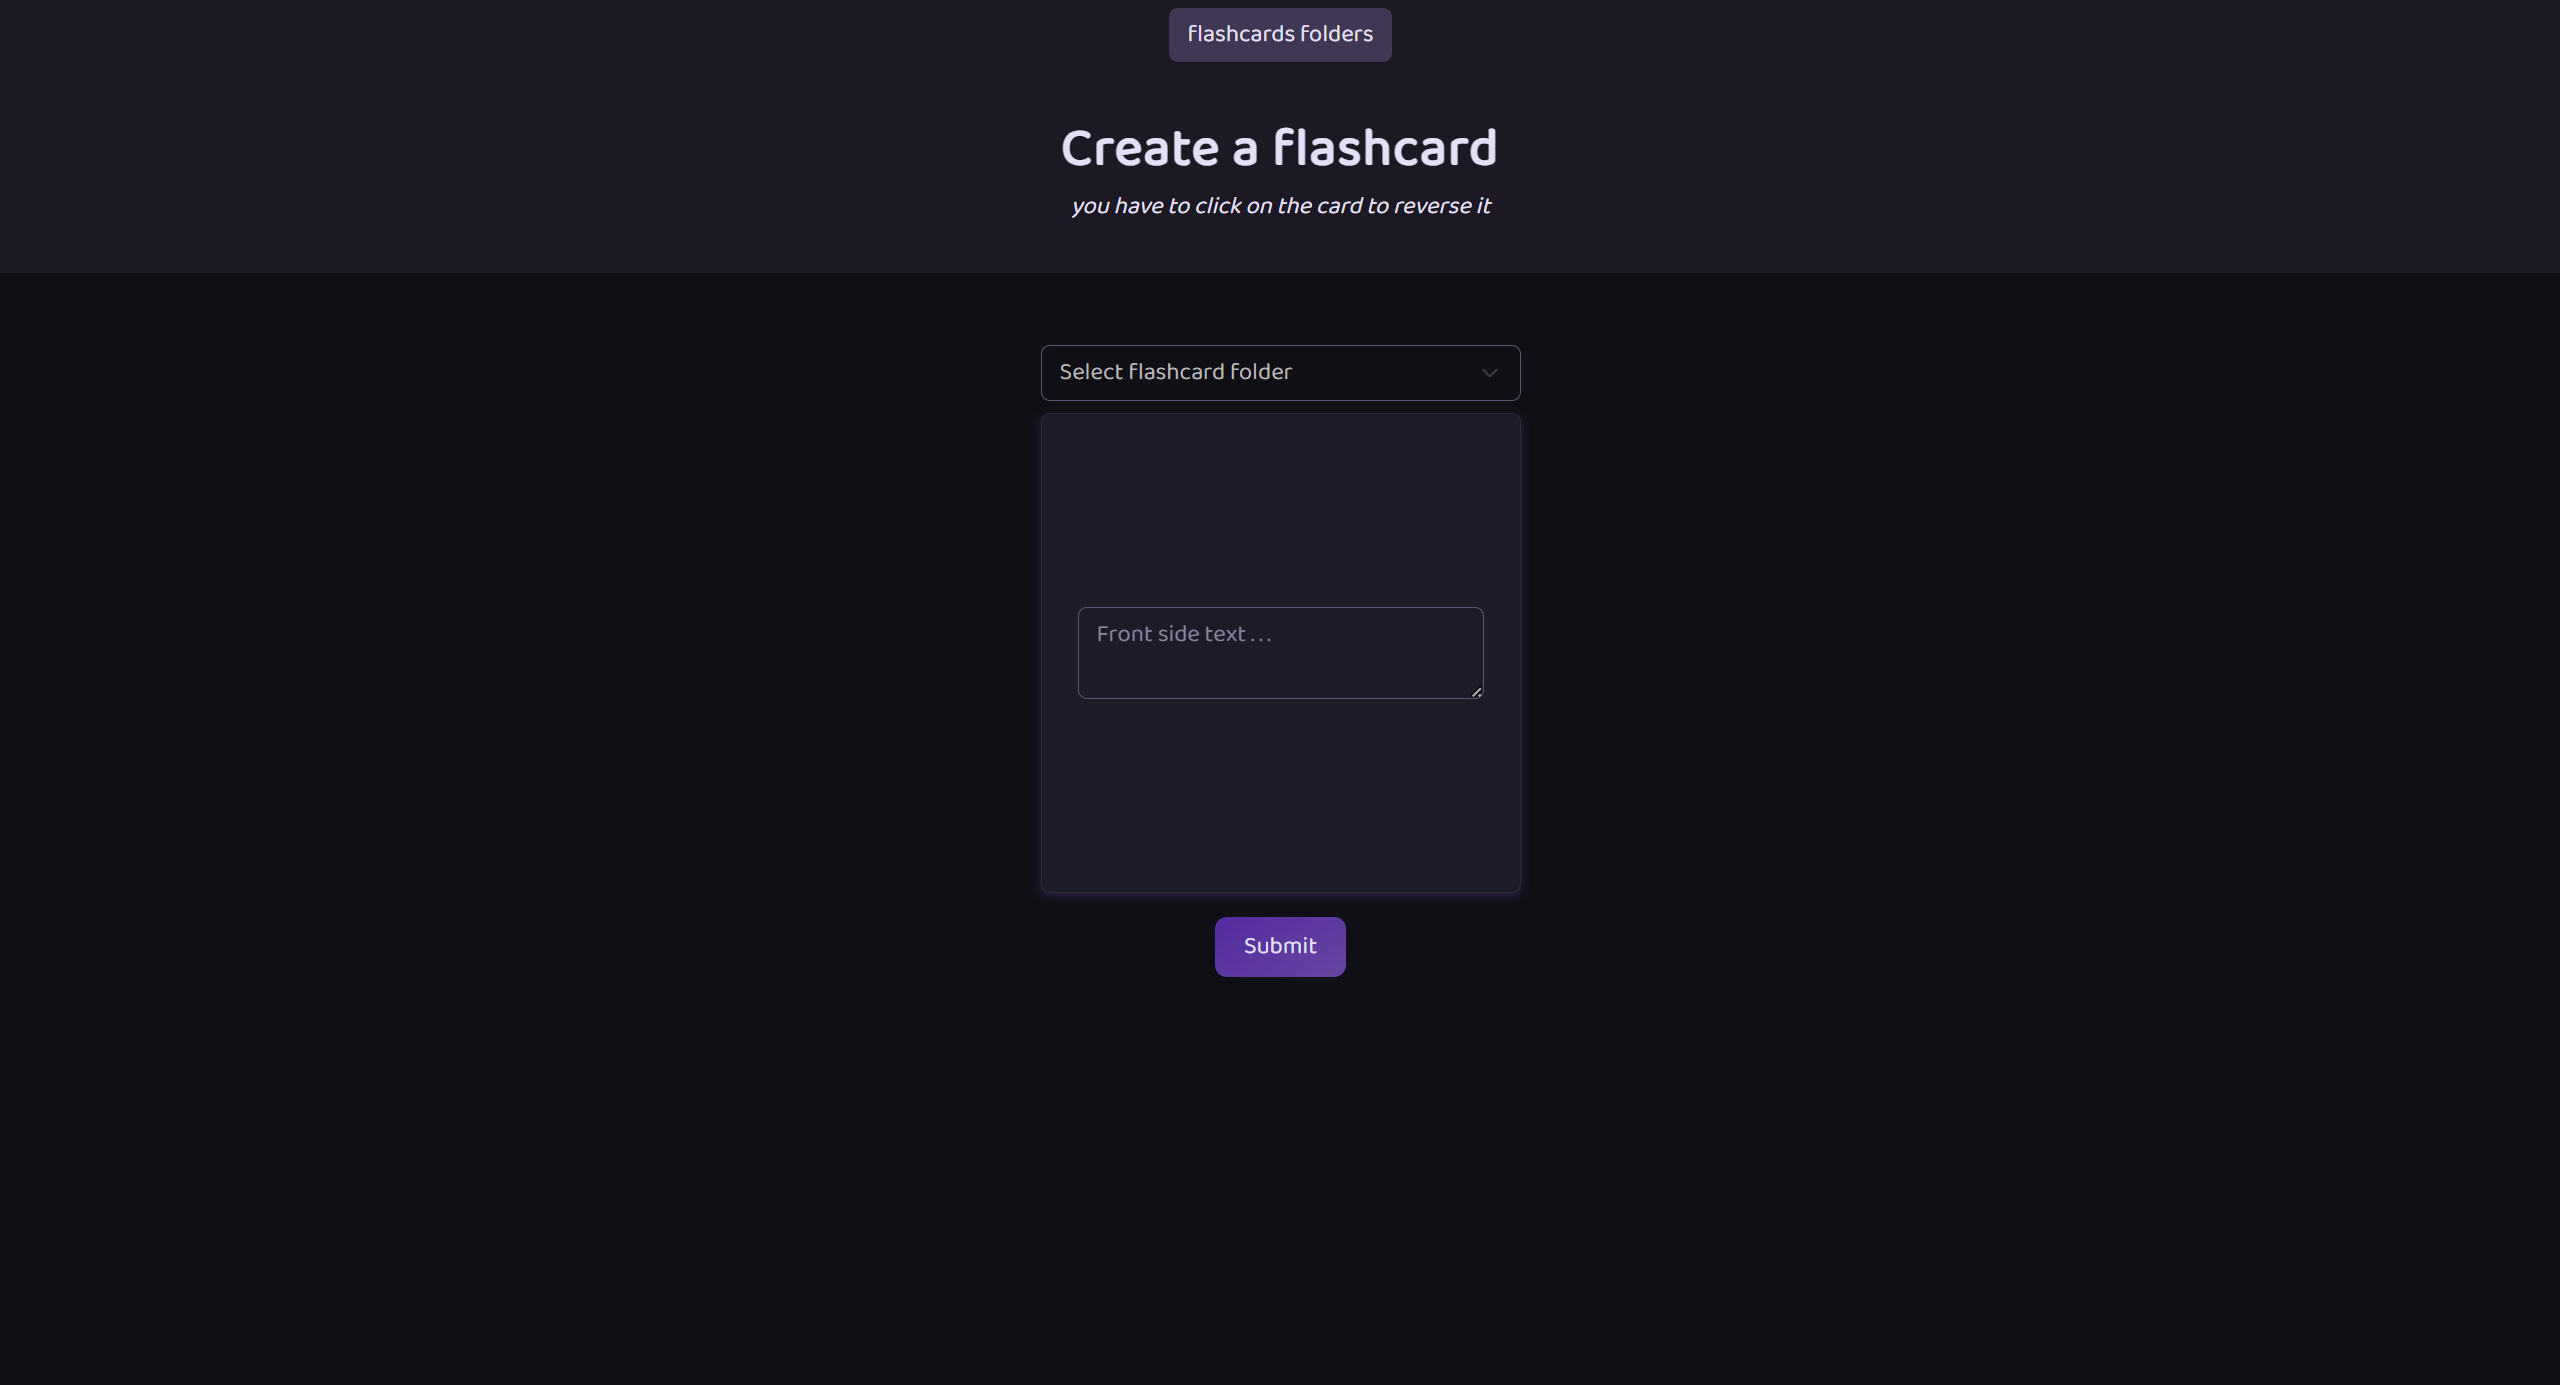 flashcards folders
Create a flashcard
you have to click on the card to reverse it
Select flashcard folder
Front side text ...
Submit